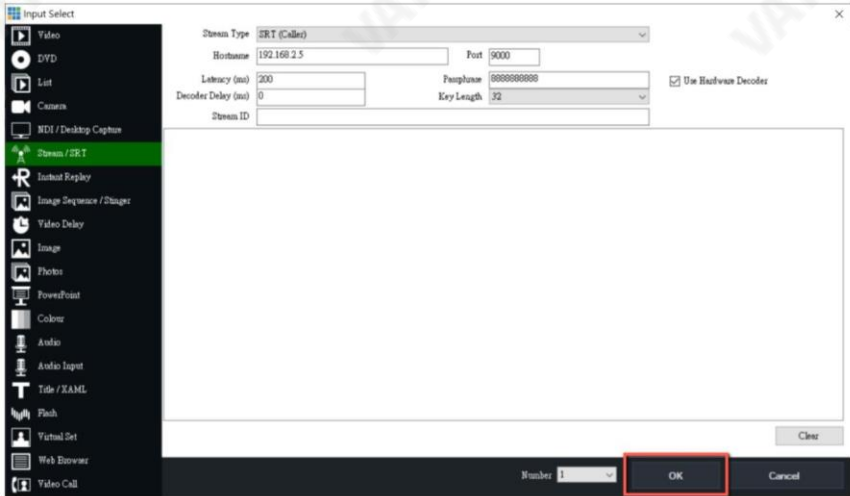 Input Select
Video
DVD
List
Camera
NDI / Desktop Capture
Stream / SRT
Instant Replay
Image Sequence / Stinger
Video Delay
Image
Photos
PowerPoint
Colour
Audio
Audio Input
Title / XAML
Flash
Virtual Set
Web Browser
Video Call
Stream Type SRT (Caller)
Hostname 192.168.2.5 Port 9000
Latency (ms) 200 Passphrase 8888888888 Use Hardware Decoder
Decoder Delay (ms) 0 Key Length 32
Stream ID
Clear
Number 1 OK Cancel